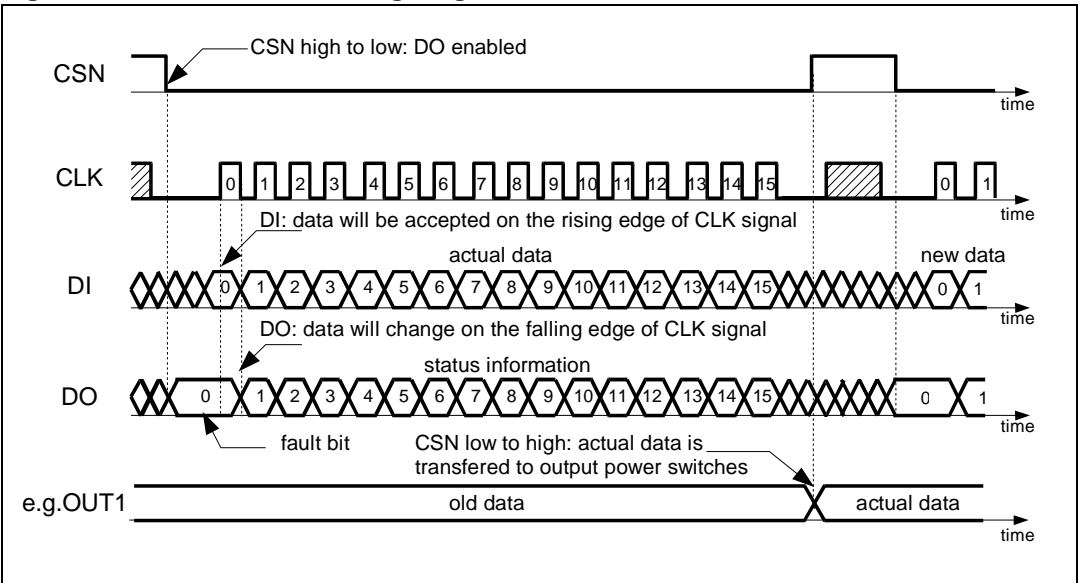 CSN high to low: DO enabled
CSN
time
CLK
0 1 2 3 4 5 6 7 8 9 10 11 12 13 14 15 0 1
time
DI: data will be accepted on the rising edge of CLK signal
actual data
new data
DI
0 1 2 3 4 5 6 7 8 9 10 11 12 13 14 15 0 1
time
DO: data will change on the falling edge of CLK signal
status information
DO
0 1 2 3 4 5 6 7 8 9 10 11 12 13 14 15 0 1
time
fault bit
CSN low to high: actual data is
transfered to output power switches
e.g.OUT1
old data
actual data
time